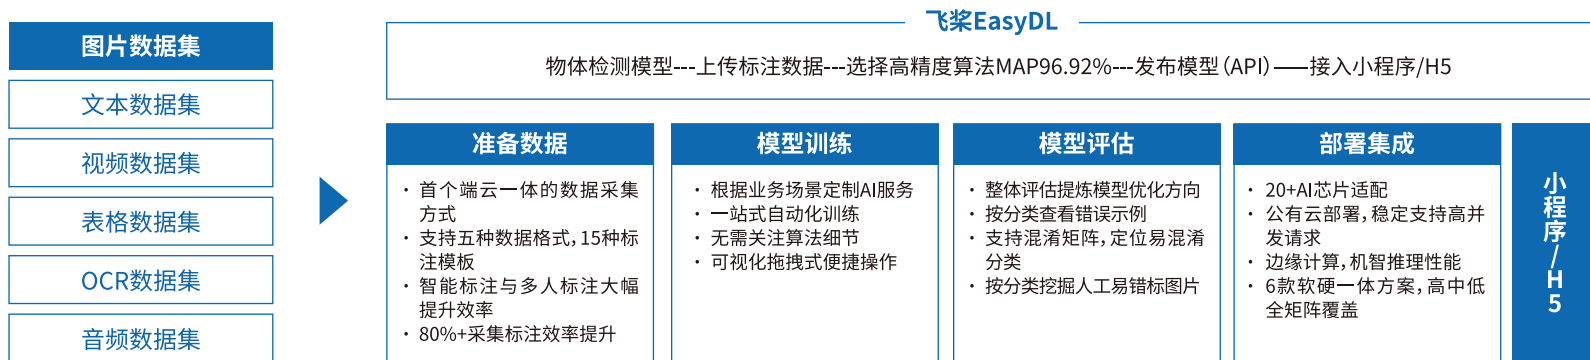 图片数据集
文本数据集
视频数据集
表格数据集
OCR数据集
音频数据集
飞桨EasyDL
物体检测模型---上传标注数据---选择高精度算法MAP96.92%---发布模型(API)——接入小程序/H5
准备数据
· 首个端云一体的数据采集
方式
· 支持五种数据格式,15种标
注模板
· 智能标注与多人标注大幅
提升效率
· 80%+采集标注效率提升
模型训练
· 根据业务场景定制AI服务
· 一站式自动化训练
· 无需关注算法细节
· 可视化拖拽式便捷操作
模型评估
· 整体评估提炼模型优化方向
· 按分类查看错误示例
· 支持混淆矩阵,定位易混淆
分类
· 按分类挖掘人工易错标图片
部署集成
· 20+AI芯片适配
· 公有云部署,稳定支持高并
发请求
· 边缘计算,机智推理性能
· 6款软硬一体方案,高中低
全矩阵覆盖
小程序/H5